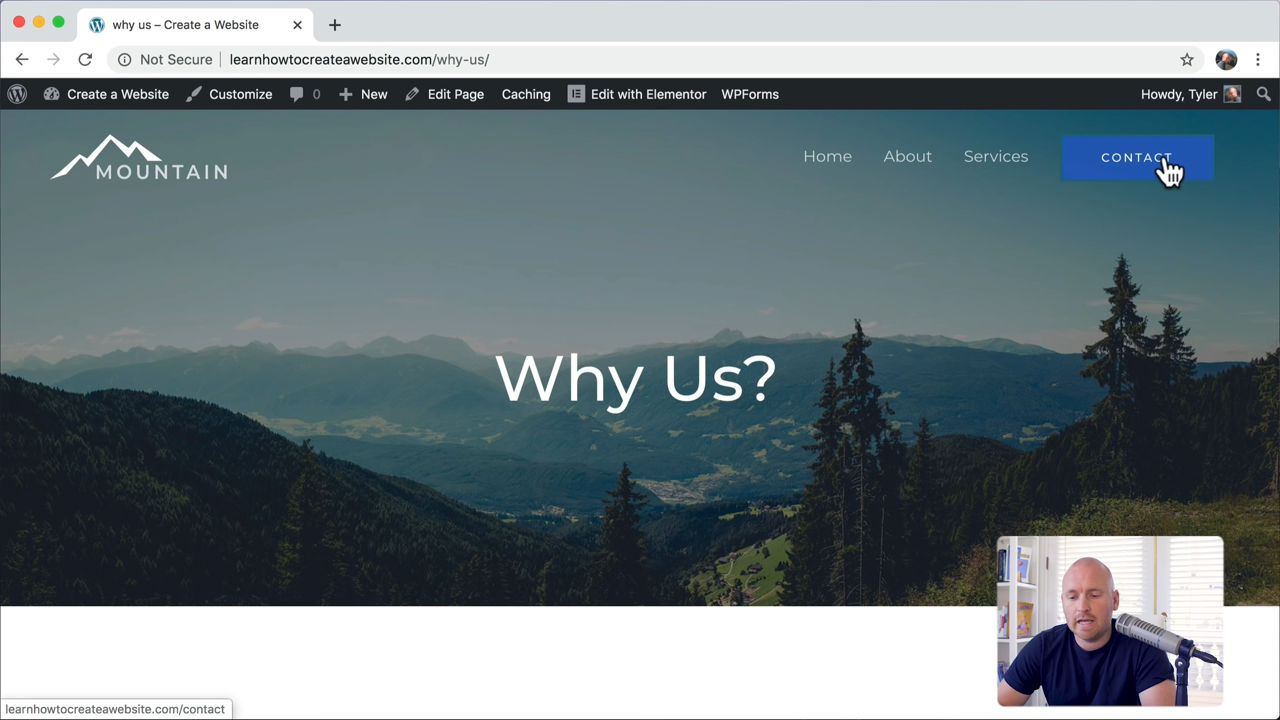 why us – Create a Website
Not Secure learnhowtocreateawebsite.com/why-us/
Create a Website Customize 0 New Edit Page Caching Edit with Elementor WPForms Howdy, Tyler
MOUNTAIN
Home About Services CONTACT
Why Us?
learnhowtocreateawebsite.com/contact